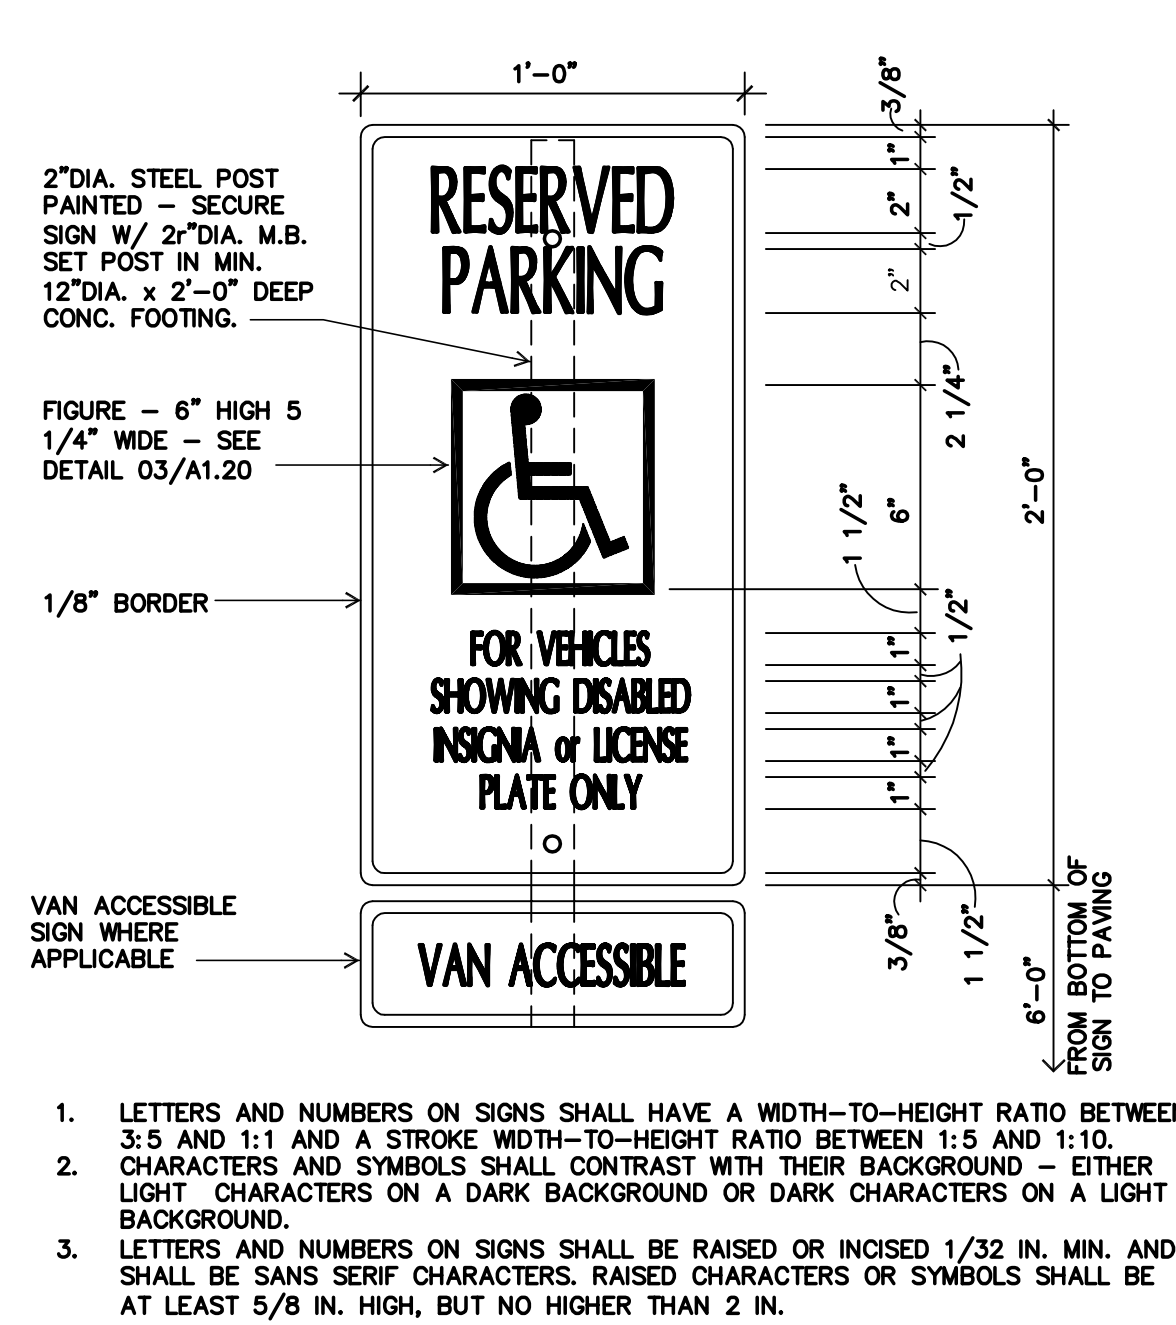 1'-0"
3/8"
1"
2"
1/2"
2"
2 1/4"
6"
1 1/2"
2'-0"
1/2"
1"
1"
1"
1"
3/8"
1 1/2"
6'-0"
FROM BOTTOM OF
SIGN TO PAVING
2"DIA. STEEL POST
PAINTED – SECURE
SIGN W/ 2r"DIA. M.B.
SET POST IN MIN.
12"DIA. x 2'-0" DEEP
CONC. FOOTING.
FIGURE – 6" HIGH 5
1/4" WIDE – SEE
DETAIL 03/A1.20
1/8" BORDER
VAN ACCESSIBLE
SIGN WHERE
APPLICABLE
RESERVED
PARKING
FOR VEHICLES
SHOWING DISABLED
INSIGNIA or LICENSE
PLATE ONLY
VAN ACCESSIBLE
1. LETTERS AND NUMBERS ON SIGNS SHALL HAVE A WIDTH–TO–HEIGHT RATIO BETWEE
3:5 AND 1:1 AND A STROKE WIDTH–TO–HEIGHT RATIO BETWEEN 1:5 AND 1:10.
2. CHARACTERS AND SYMBOLS SHALL CONTRAST WITH THEIR BACKGROUND – EITHER
LIGHT CHARACTERS ON A DARK BACKGROUND OR DARK CHARACTERS ON A LIGHT
BACKGROUND.
3. LETTERS AND NUMBERS ON SIGNS SHALL BE RAISED OR INCISED 1/32 IN. MIN. AND
SHALL BE SANS SERIF CHARACTERS. RAISED CHARACTERS OR SYMBOLS SHALL BE
AT LEAST 5/8 IN. HIGH, BUT NO HIGHER THAN 2 IN.